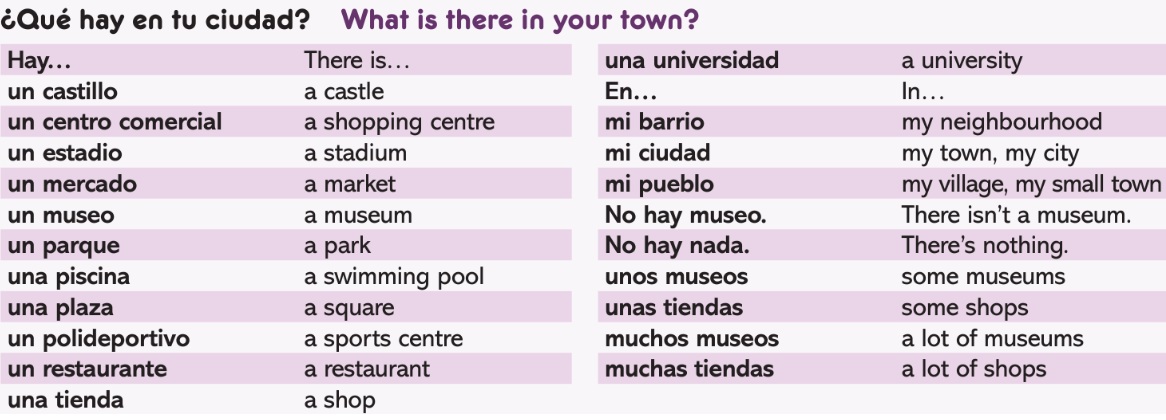 ¿Qué hay en tu ciudad? What is there in your town?
Hay… There is…
un castillo a castle
un centro comercial a shopping centre
un estadio a stadium
un mercado a market
un museo a museum
un parque a park
una piscina a swimming pool
una plaza a square
un polideportivo a sports centre
un restaurante a restaurant
una tienda a shop
una universidad a university
En… In…
mi barrio my neighbourhood
mi ciudad my town, my city
mi pueblo my village, my small town
No hay museo. There isn’t a museum.
No hay nada. There’s nothing.
unos museos some museums
unas tiendas some shops
muchos museos a lot of museums
muchas tiendas a lot of shops